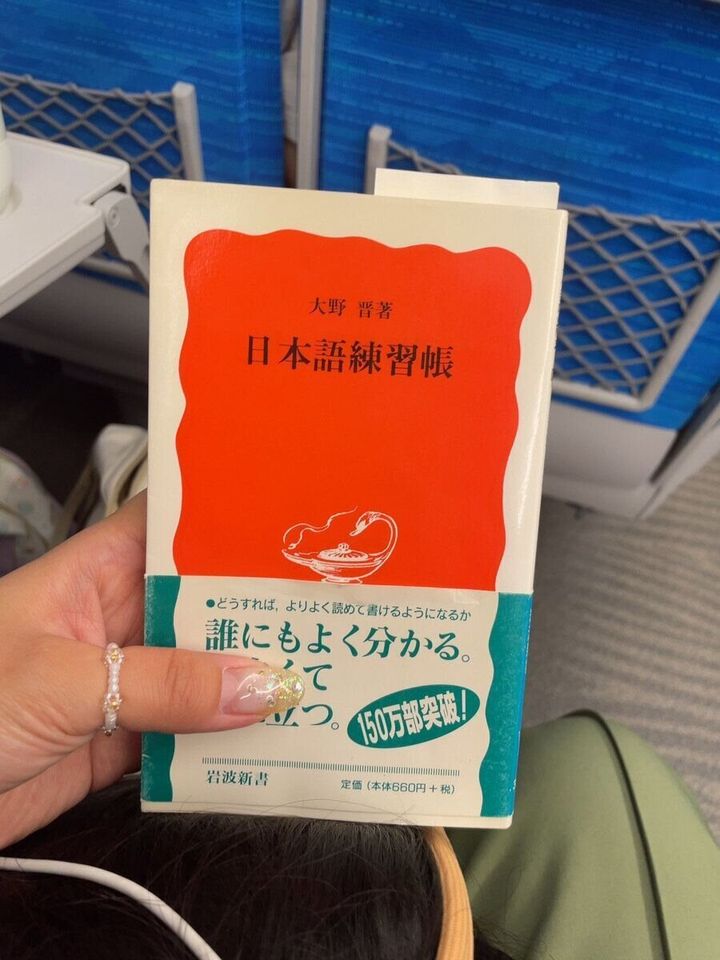 大野 晋著
日本語練習帳
●どうすれば，よりよく読めて書けるようになるか
誰にもよく分かる。
くて
立つ。
150万部突破！
岩波新書
定価（本体660円＋税）